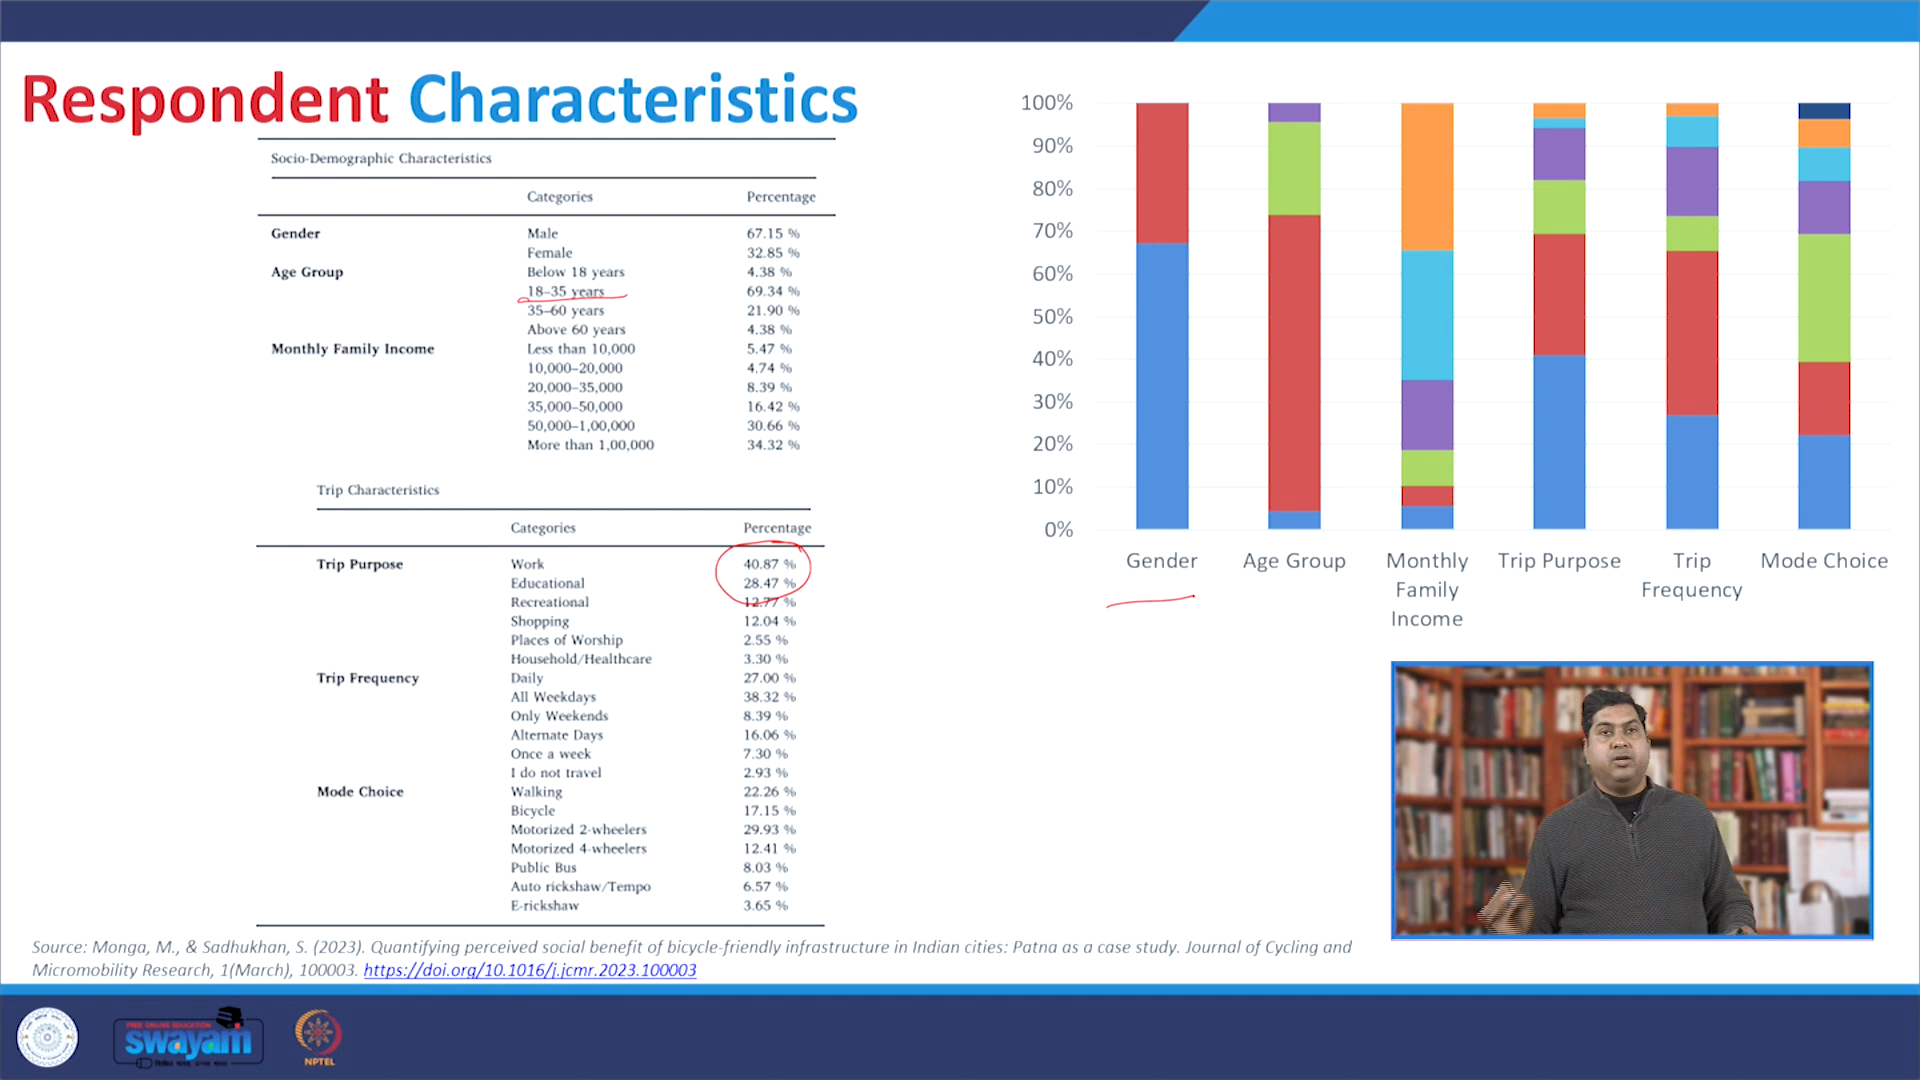 Respondent Characteristics
Socio-Demographic Characteristics
Categories Percentage
Gender Male 67.15 %
Female 32.85 %
Age Group Below 18 years 4.38 %
18–35 years 69.34 %
35–60 years 21.90 %
Above 60 years 4.38 %
Monthly Family Income Less than 10,000 5.47 %
10,000–20,000 4.74 %
20,000–35,000 8.39 %
35,000–50,000 16.42 %
50,000–1,00,000 30.66 %
More than 1,00,000 34.32 %
Trip Characteristics
Categories Percentage
Trip Purpose Work 40.87 %
Educational 28.47 %
Recreational 12.77 %
Shopping 12.04 %
Places of Worship 2.55 %
Household/Healthcare 3.30 %
Trip Frequency Daily 27.00 %
All Weekdays 38.32 %
Only Weekends 8.39 %
Alternate Days 16.06 %
Once a week 7.30 %
I do not travel 2.93 %
Mode Choice Walking 22.26 %
Bicycle 17.15 %
Motorized 2-wheelers 29.93 %
Motorized 4-wheelers 12.41 %
Public Bus 8.03 %
Auto rickshaw/Tempo 6.57 %
E-rickshaw 3.65 %
100%
90%
80%
70%
60%
50%
40%
30%
20%
10%
0%
Gender
Age Group
Monthly
Family
Income
Trip Purpose
Trip
Frequency
Mode Choice
Source: Monga, M., & Sadhukhan, S. (2023). Quantifying perceived social benefit of bicycle-friendly infrastructure in Indian cities: Patna as a case study. Journal of Cycling and
Micromobility Research, 1(March), 100003. https://doi.org/10.1016/j.jcmr.2023.100003
FREE ONLINE EDUCATION
swayam
NPTEL